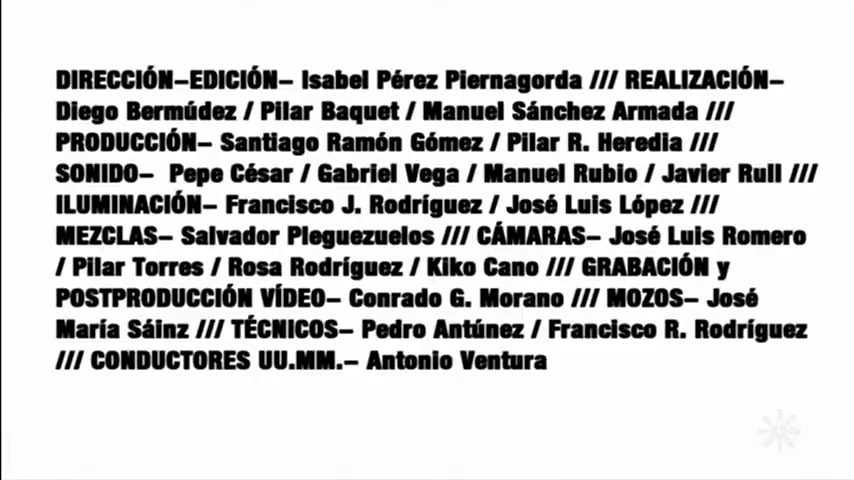 DIRECCIÓN-EDICIÓN- Isabel Pérez Piernagorda /// REALIZACIÓN-
Diego Bermúdez / Pilar Baquet / Manuel Sánchez Armada ///
PRODUCCIÓN- Santiago Ramón Gómez / Pilar R. Heredia ///
SONIDO- Pepe César / Gabriel Vega / Manuel Rubio / Javier Rull ///
ILUMINACIÓN- Francisco J. Rodríguez / José Luis López ///
MEZCLAS- Salvador Pleguezuelos /// CÁMARAS- José Luis Romero
/ Pilar Torres / Rosa Rodríguez / Kiko Cano /// GRABACIÓN y
POSTPRODUCCIÓN VÍDEO- Conrado G. Morano /// MOZOS- José
María Sáinz /// TÉCNICOS- Pedro Antúnez / Francisco R. Rodríguez
/// CONDUCTORES UU.MM.- Antonio Ventura